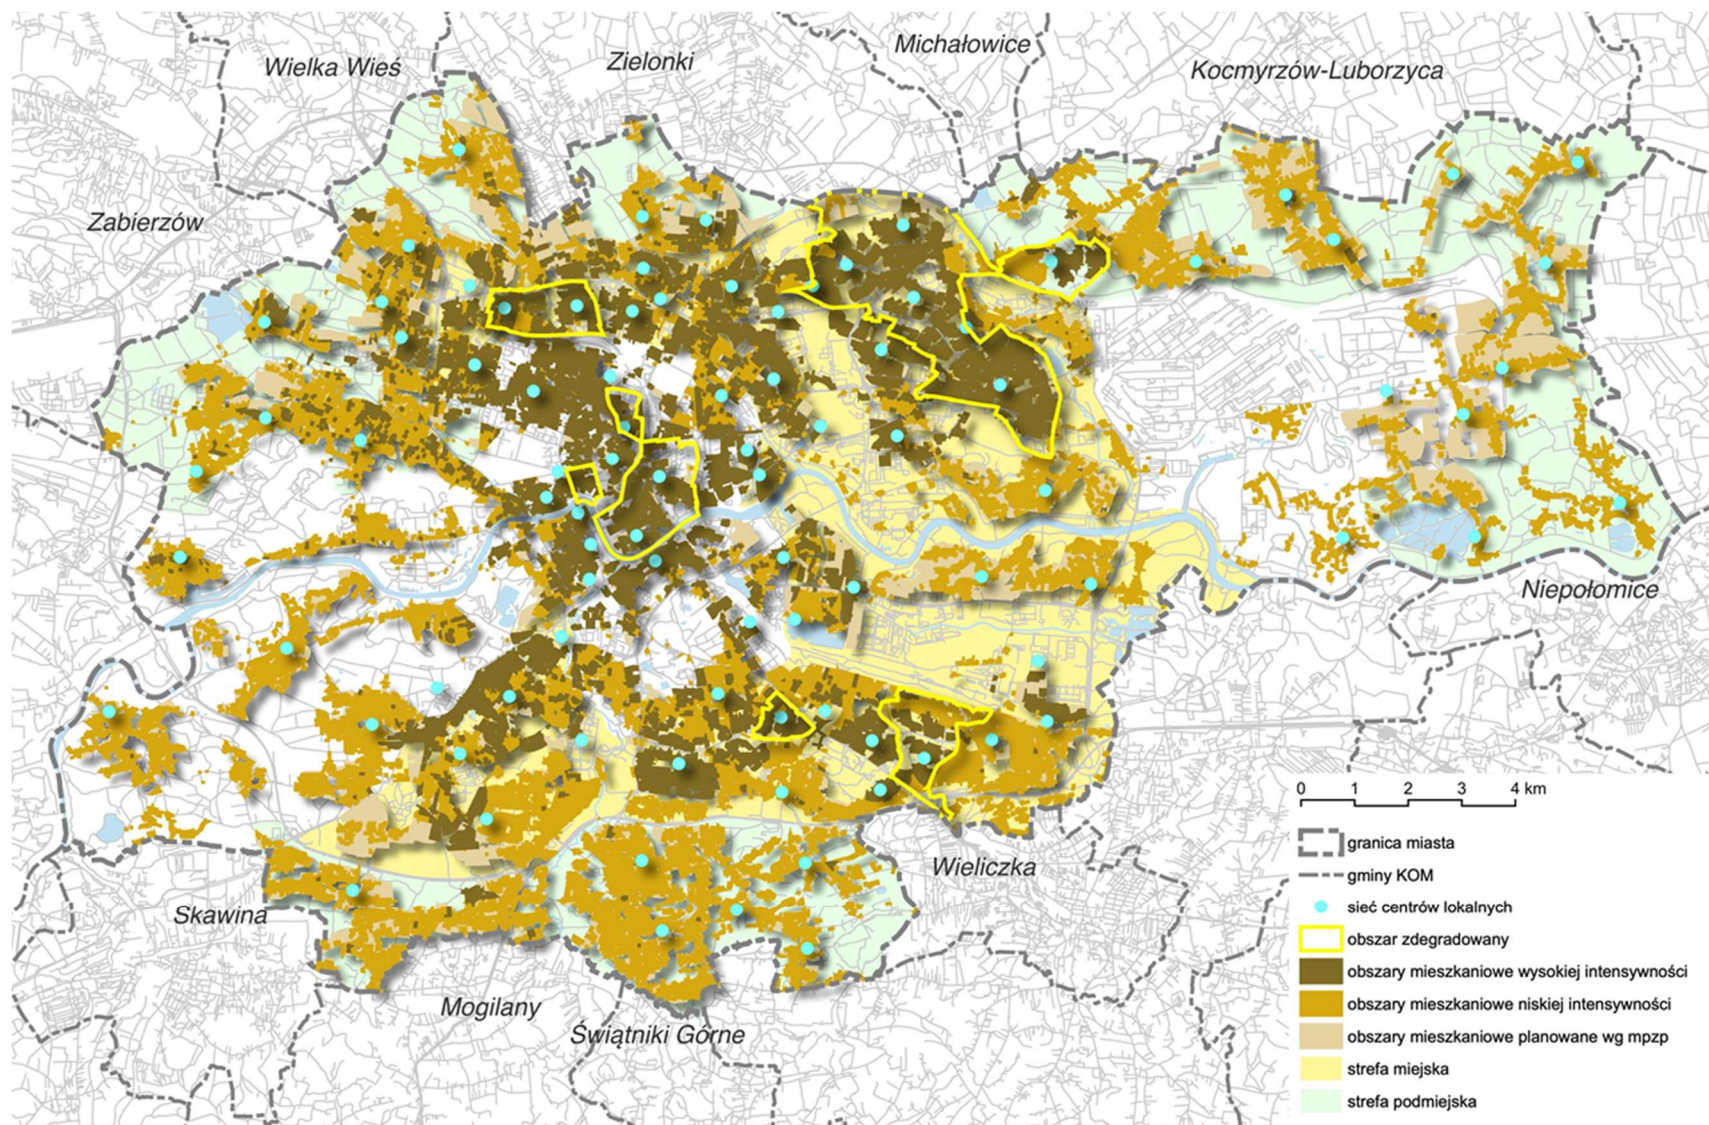 Wielka Wieś
Zielonki
Michałowice
Kocmyrzów-Luborzyca
Zabierzów
Niepołomice
Wieliczka
Skawina
Mogilany
Świątniki Górne
0 1 2 3 4 km
granica miasta
gminy KOM
sieć centrów lokalnych
obszar zdegradowany
obszary mieszkaniowe wysokiej intensywności
obszary mieszkaniowe niskiej intensywności
obszary mieszkaniowe planowane wg mpzp
strefa miejska
strefa podmiejska